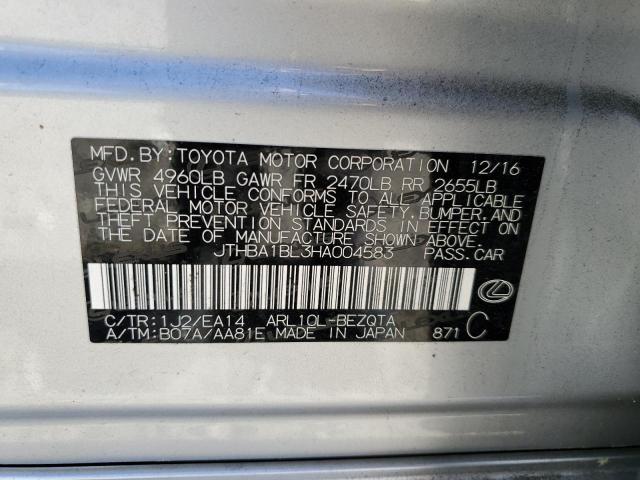 MFD. BY: TOYOTA MOTOR CORPORATION 12/16
GVWR 4960LB GAWR FR 2470LB RR 2655LB
THIS VEHICLE CONFORMS TO ALL APPLICABLE
FEDERAL MOTOR VEHICLE SAFETY, BUMPER, AND
THEFT PREVENTION STANDARDS IN EFFECT ON
THE DATE OF MANUFACTURE SHOWN ABOVE.
JTHBA1BL3HA004583 PASS. CAR
C/TR: 1J2/EA14 ARL10L-BEZQTA
A/TM: B07A/AA81E MADE IN JAPAN 871 C